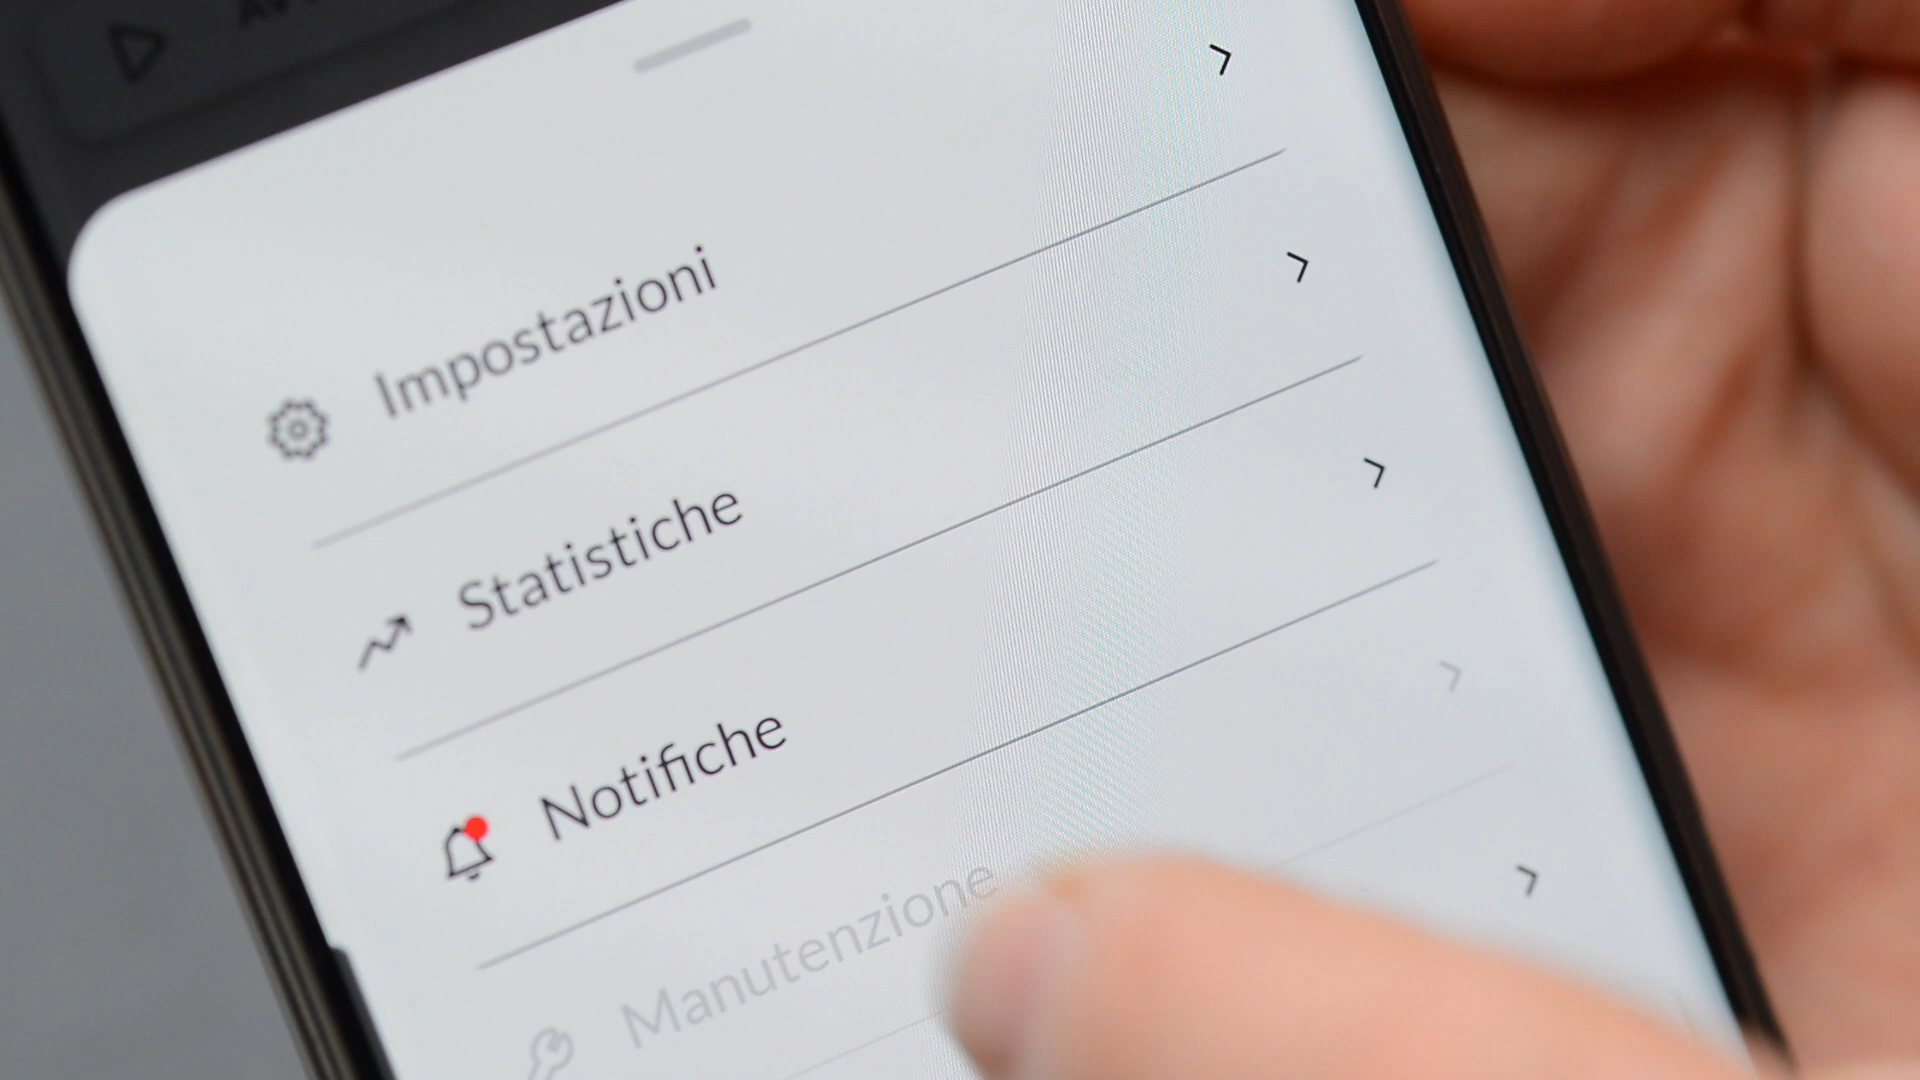 Impostazioni
Statistiche
Notifiche
Manutenzione